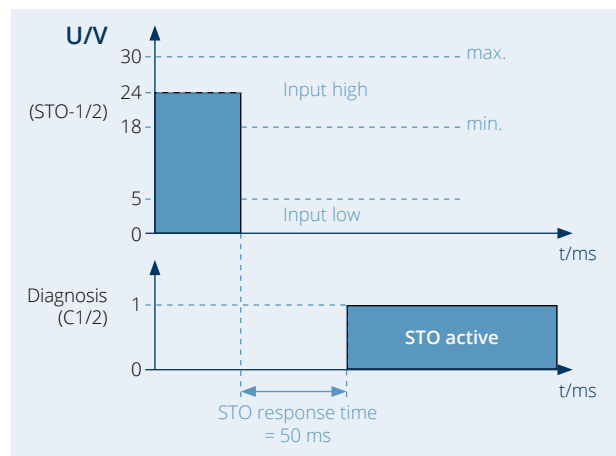 U/V
30
max.
24
Input high
(STO-1/2)
18
min.
5
Input low
0
t/ms
Diagnosis
(C1/2)
1
STO active
0
t/ms
STO response time
= 50 ms